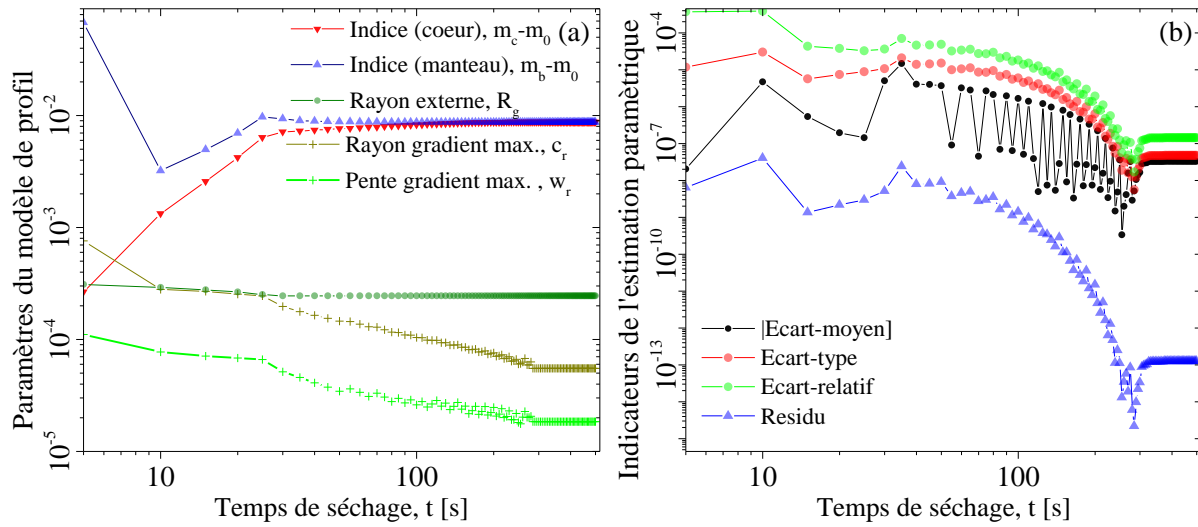 Indice (coeur), m_c-m_0 (a)
Indice (manteau), m_b-m_0
Rayon externe, R_g
Rayon gradient max., c_r
Pente gradient max. , w_r
Paramètres du modèle de profil
10^-2
10^-3
10^-4
10^-5
10 100
Temps de séchage, t [s]
(b)
Indicateurs de l'estimation paramètrique
10^-4
10^-7
10^-10
10^-13
|Ecart-moyen]
Ecart-type
Ecart-relatif
Residu
10 100
Temps de séchage, t [s]